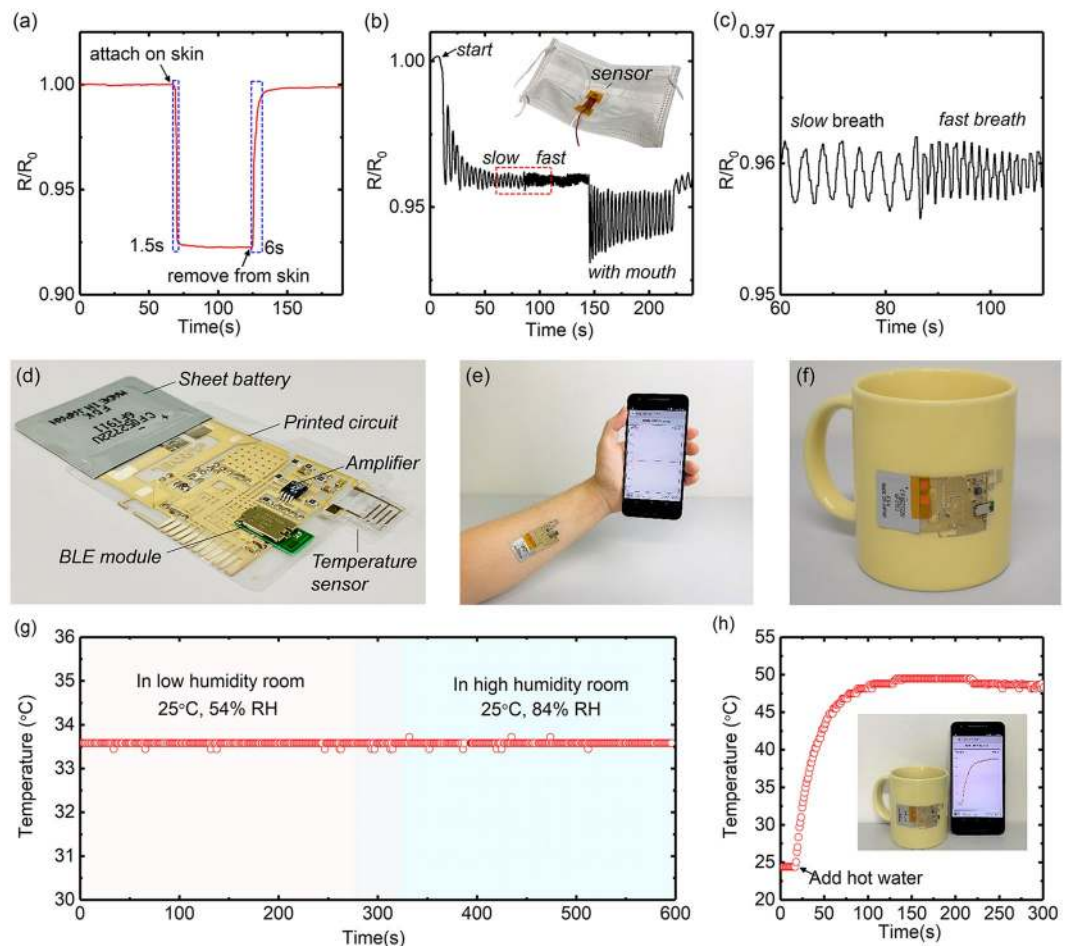 (a)
attach on skin
1.00
0.95
0.90
R/R0
1.5s
6s
remove from skin
0 50 100 150
Time(s)
(b)
start
sensor
1.00
0.95
R/R0
slow fast
with mouth
0 50 100 150 200
Time (s)
(c)
0.97
0.96
0.95
R/R0
slow breath fast breath
60 80 100
Time (s)
(d)
Sheet battery
MADE IN JAPAN
FDK
Printed circuit
Amplifier
BLE module
Temperature
sensor
(e)
(f)
(g)
36
35
34
33
32
31
30
Temperature (°C)
In low humidity room
25°C, 54% RH
In high humidity room
25°C, 84% RH
0 100 200 300 400 500 600
Time(s)
(h)
55
50
45
40
35
30
25
20
Temperature (°C)
Add hot water
0 50 100 150 200 250 300
Time(s)